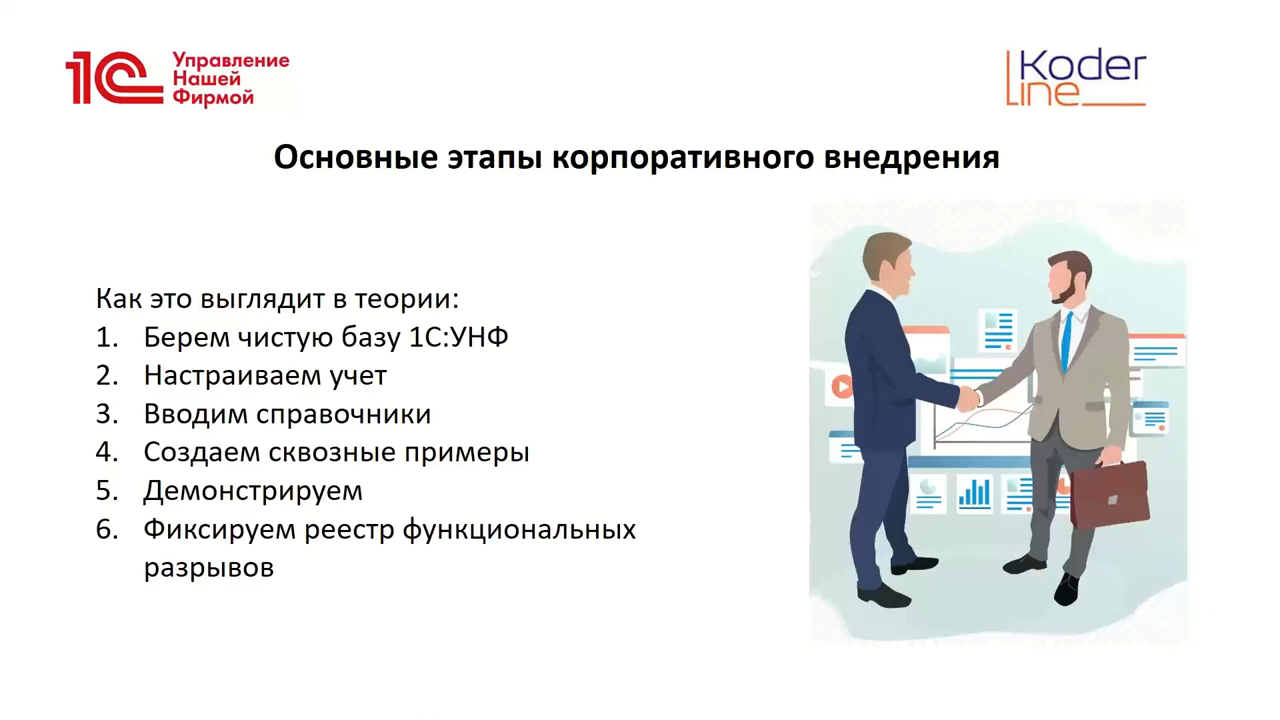 1С Управление
Нашей
Фирмой
Koder
Line
Основные этапы корпоративного внедрения
Как это выглядит в теории:
1. Берем чистую базу 1С:УНФ
2. Настраиваем учет
3. Вводим справочники
4. Создаем сквозные примеры
5. Демонстрируем
6. Фиксируем реестр функциональных
разрывов